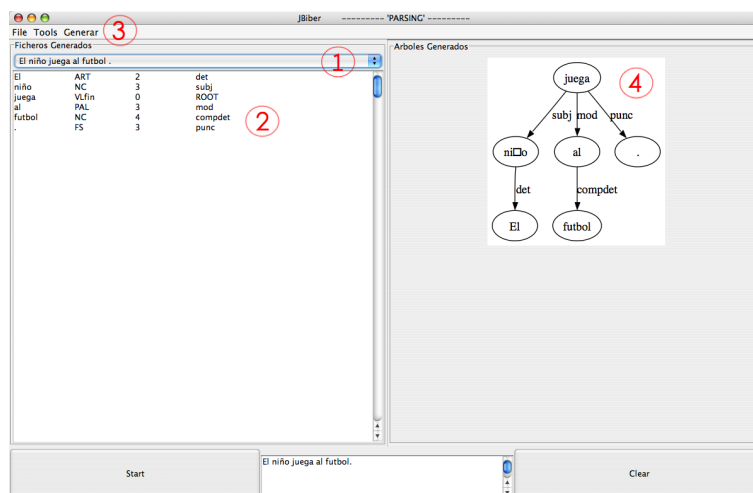 JBiber --------- 'PARSING' ---------
File Tools Generar 3
Ficheros Generados
El niño juega al futbol . 1
El ART 2 det
niño NC 3 subj
juega VLfin 0 ROOT
al PAL 3 mod
futbol NC 4 compdet
. FS 3 punc
2
Arboles Generados
juega 4
subj mod punc
ni□o al .
det compdet
El futbol
Start
El niño juega al futbol.
Clear